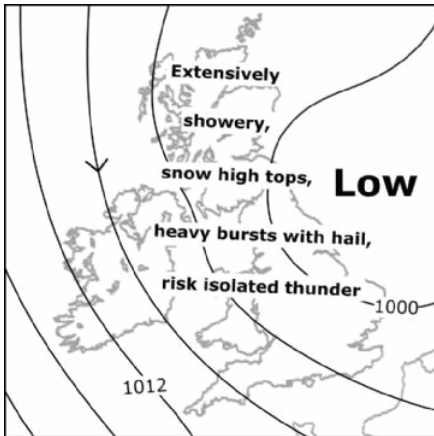 Extensively
showery,
snow high tops,
Low
heavy bursts with hail,
risk isolated thunder
1000
1012